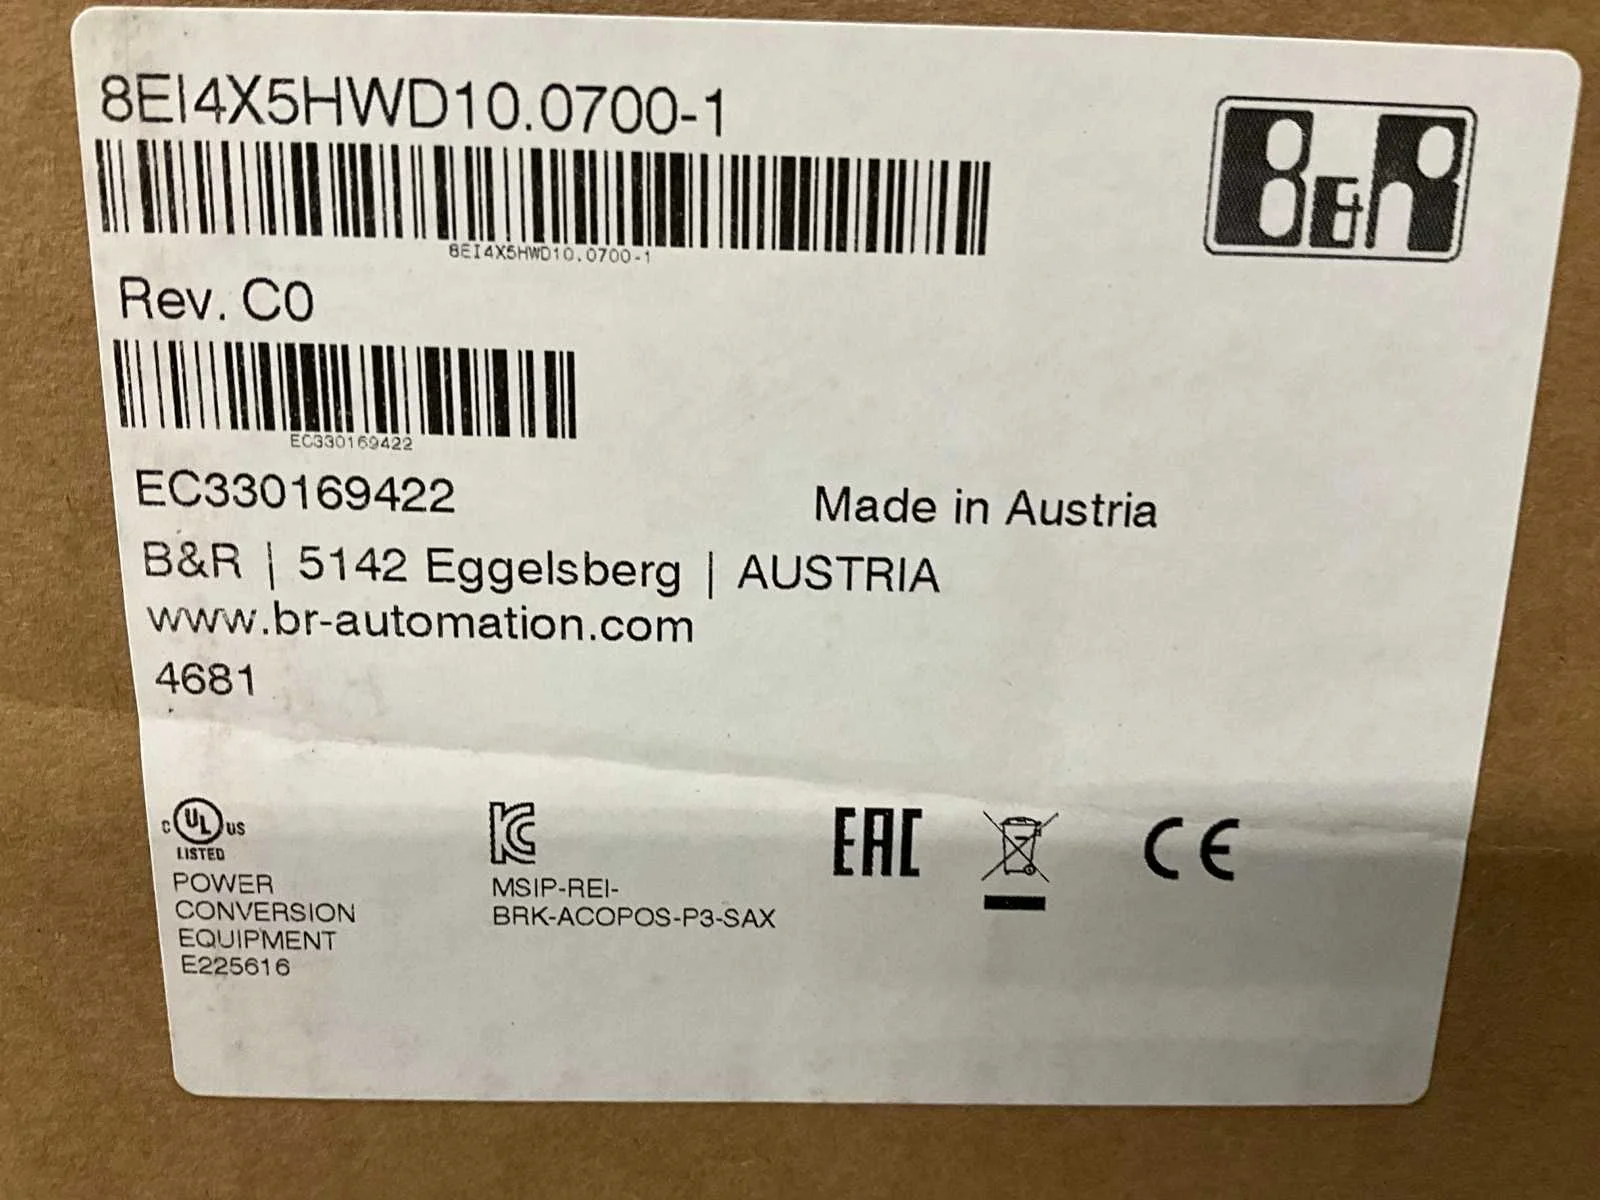 8EI4X5HWD10.0700-1
B&R
8EI4X5HWD10.0700-1
Rev. C0
EC330169422
EC330169422
Made in Austria
B&R | 5142 Eggelsberg | AUSTRIA
www.br-automation.com
4681
C UL US
LISTED
POWER
CONVERSION
EQUIPMENT
E225616
KC
MSIP-REI-
BRK-ACOPOS-P3-SAX
EAC
CE